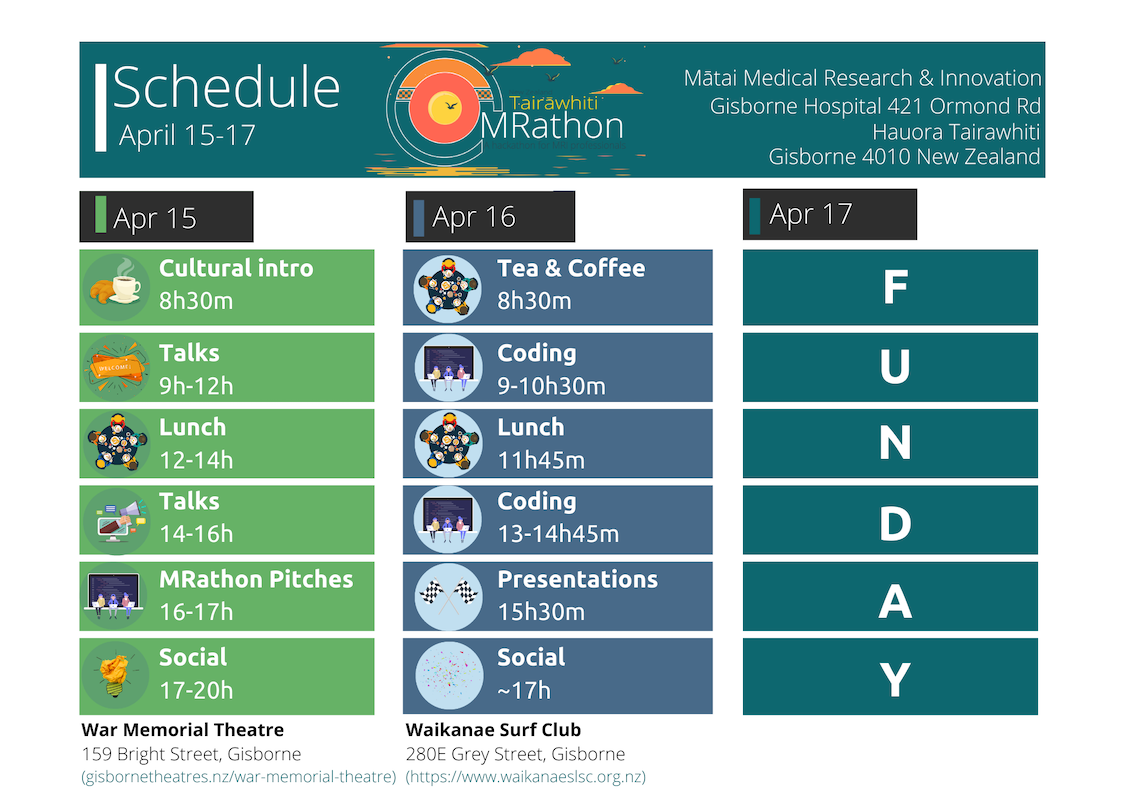 Schedule
April 15-17
Tairawhiti
MRathon
Mātai Medical Research & Innovation
Gisborne Hospital 421 Ormond Rd
Hauora Tairawhiti
Gisborne 4010 New Zealand
Apr 15
Cultural intro
8h30m
WELCOME!
Talks
9h-12h
Lunch
12-14h
Talks
14-16h
MRathon Pitches
16-17h
Social
17-20h
War Memorial Theatre
159 Bright Street, Gisborne
(gisbornetheatres.nz/war-memorial-theatre)
Apr 16
Tea & Coffee
8h30m
Coding
9-10h30m
Lunch
11h45m
Coding
13-14h45m
Presentations
15h30m
Social
~17h
Waikanae Surf Club
280E Grey Street, Gisborne
(https://www.waikanaeslsc.org.nz)
Apr 17
F
U
N
D
A
Y